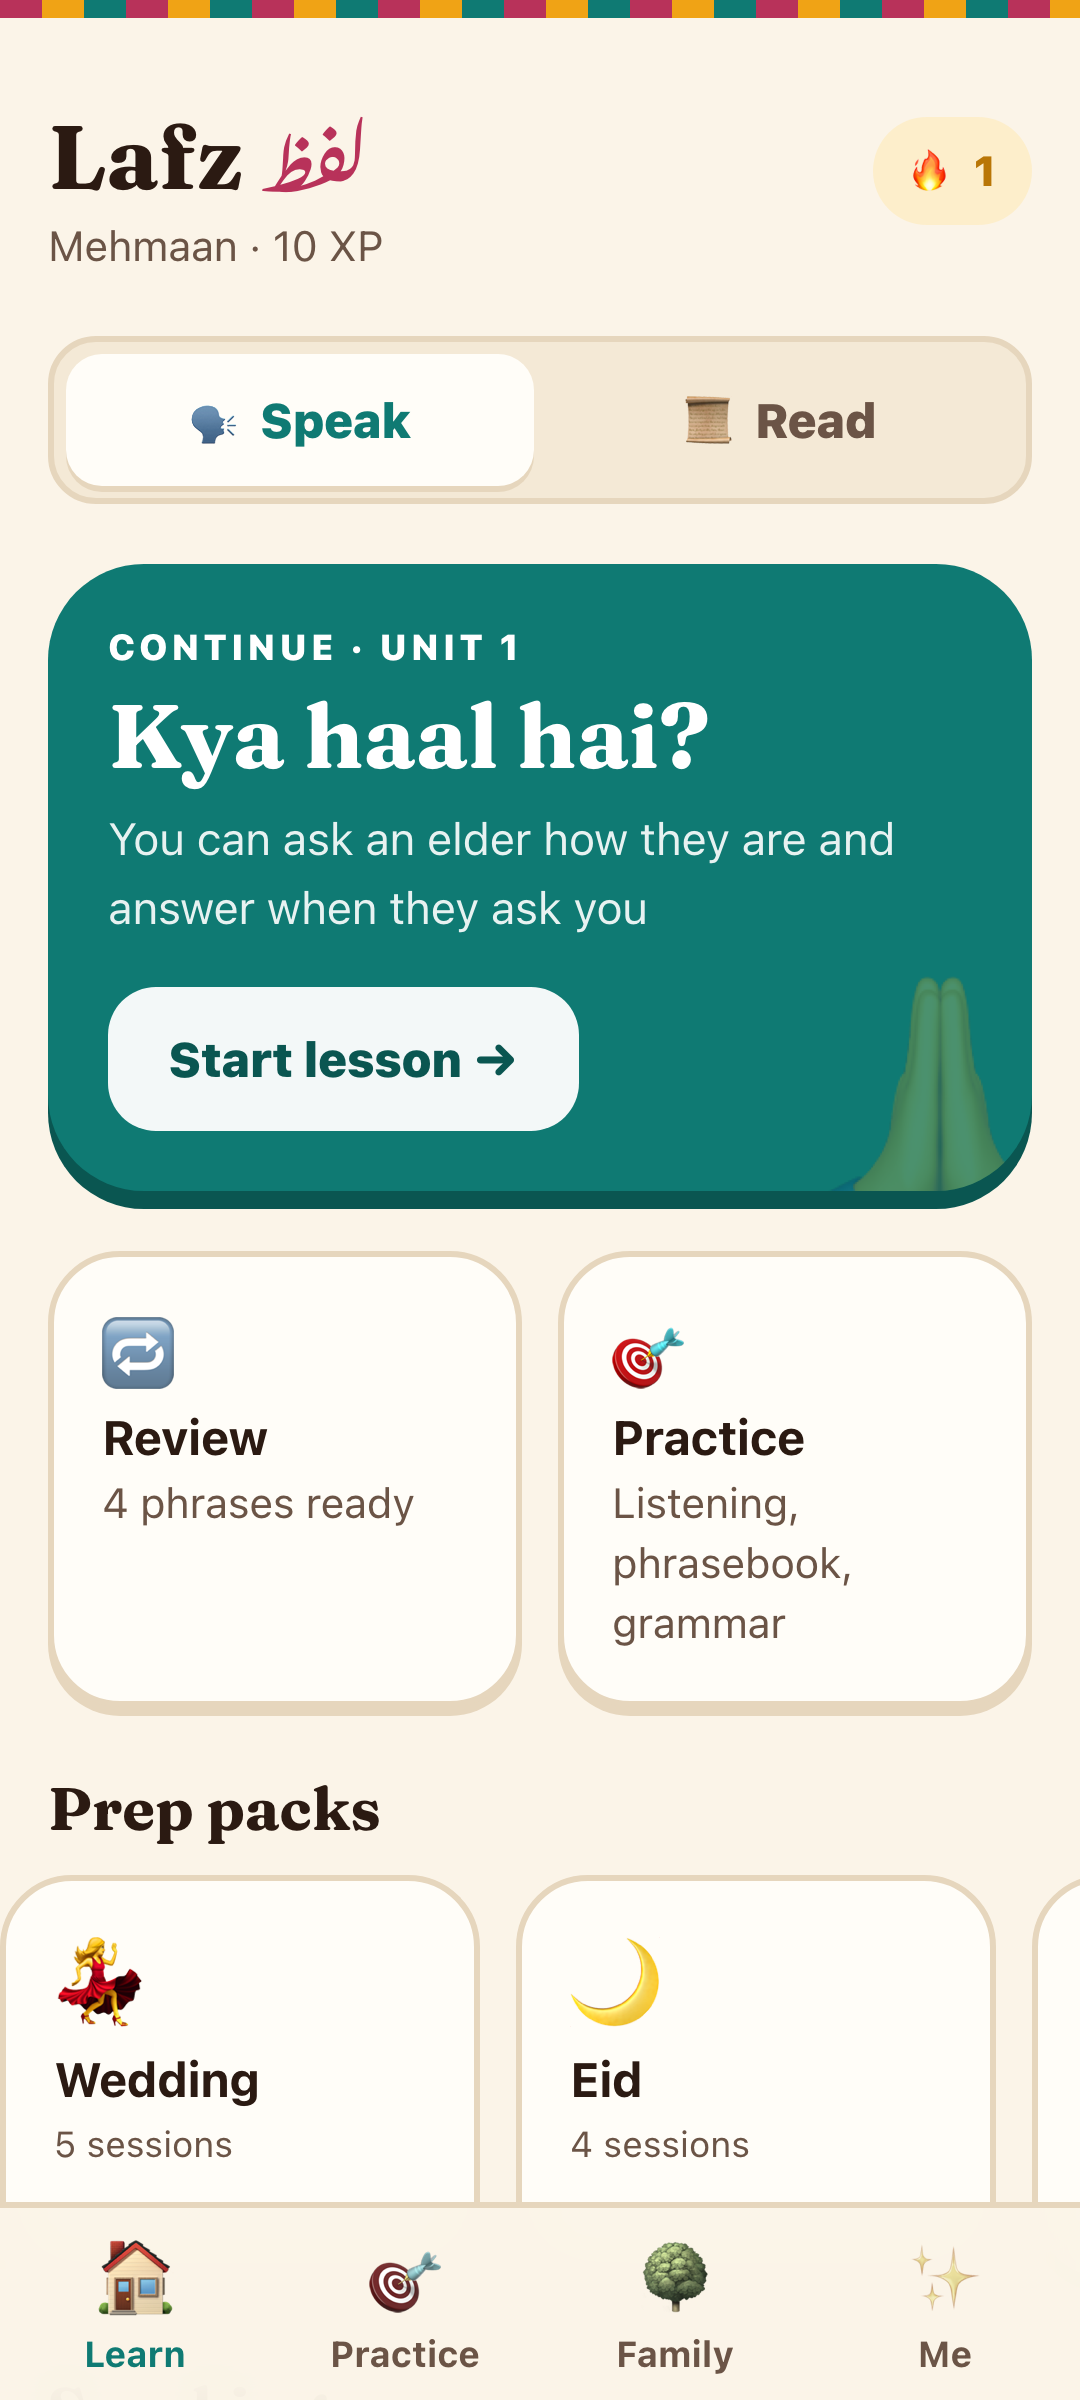 Lafz لفظ
🔥 1
Mehmaan · 10 XP
🗣️ Speak
📜 Read
CONTINUE · UNIT 1
Kya haal hai?
You can ask an elder how they are and
answer when they ask you
Start lesson →
Review
4 phrases ready
Practice
Listening,
phrasebook,
grammar
Prep packs
Wedding
5 sessions
Eid
4 sessions
Learn
Practice
Family
Me